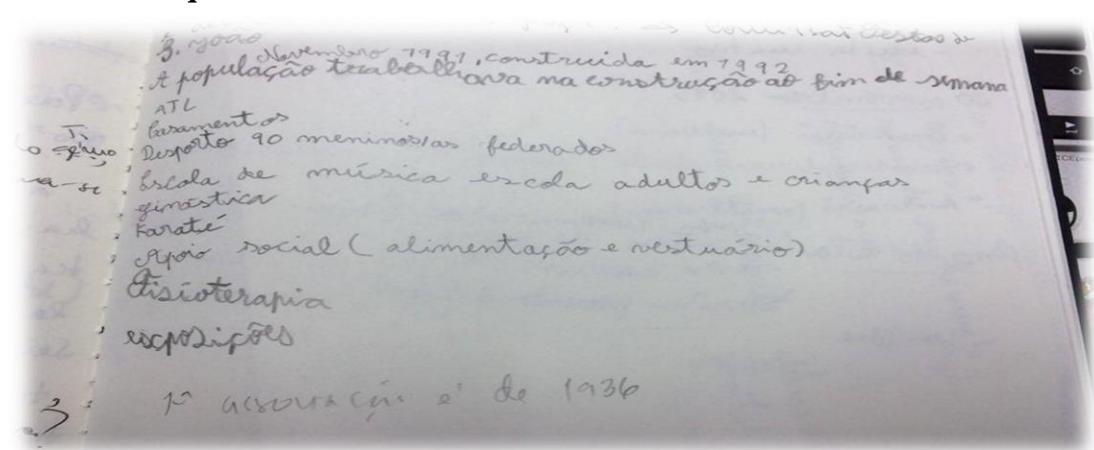 3. João
Novembro 1991, construida em 1992
A população trabalhava na construção ao fim de semana
ATL
Casamentos
Desporto 90 meninos/as federados
Escola de música escola adultos e crianças
ginástica
Karaté
Apoio social (alimentação e vestuário)
Fisioterapia
exposições
1ª associação é de 1936